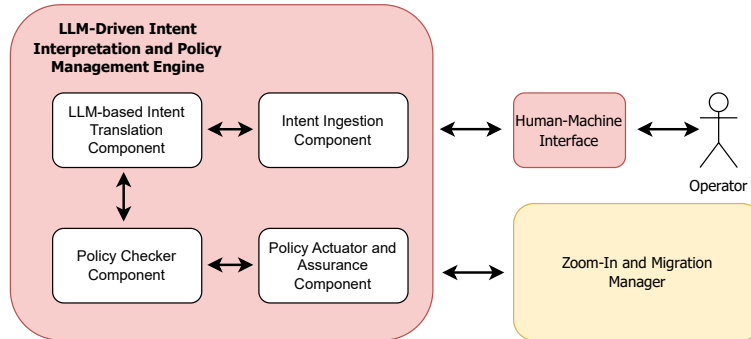 LLM-Driven Intent
Interpretation and Policy
Management Engine
LLM-based Intent
Translation
Component
Intent Ingestion
Component
Human-Machine
Interface
Operator
Policy Checker
Component
Policy Actuator and
Assurance
Component
Zoom-In and Migration
Manager